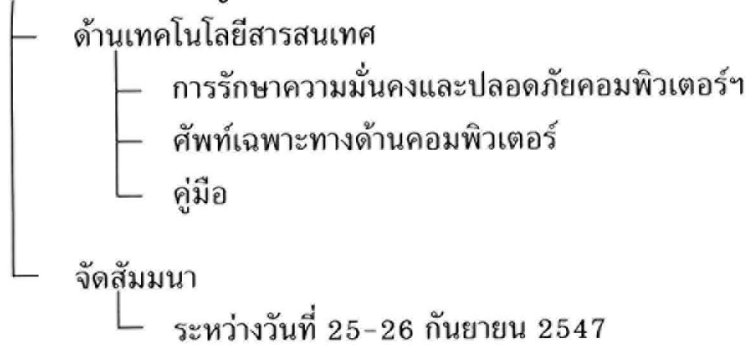 ด้านเทคโนโลยีสารสนเทศ
การรักษาความมั่นคงและปลอดภัยคอมพิวเตอร์ฯ
ศัพท์เฉพาะทางด้านคอมพิวเตอร์
คู่มือ
จัดสัมมนา
ระหว่างวันที่ 25-26 กันยายน 2547